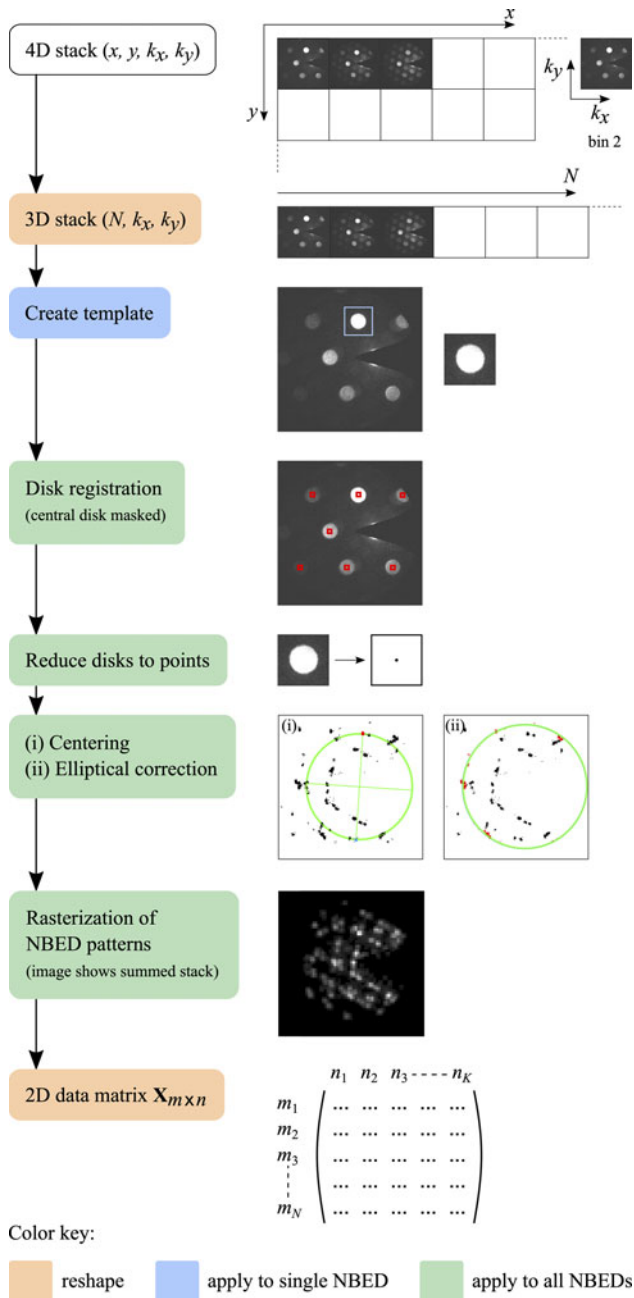 4D stack (x, y, kx, ky)
x
y
ky
kx
bin 2
N
3D stack (N, kx, ky)
Create template
Disk registration
(central disk masked)
Reduce disks to points
(i) Centering
(ii) Elliptical correction
(i)
(ii)
Rasterization of
NBED patterns
(image shows summed stack)
2D data matrix Xm×n
n1 n2 n3 ---- nK
m1 ... ... ... ... ...
m2 ... ... ... ... ...
m3 ... ... ... ... ...
... ... ... ... ...
mN ... ... ... ... ...
Color key:
reshape
apply to single NBED
apply to all NBEDs